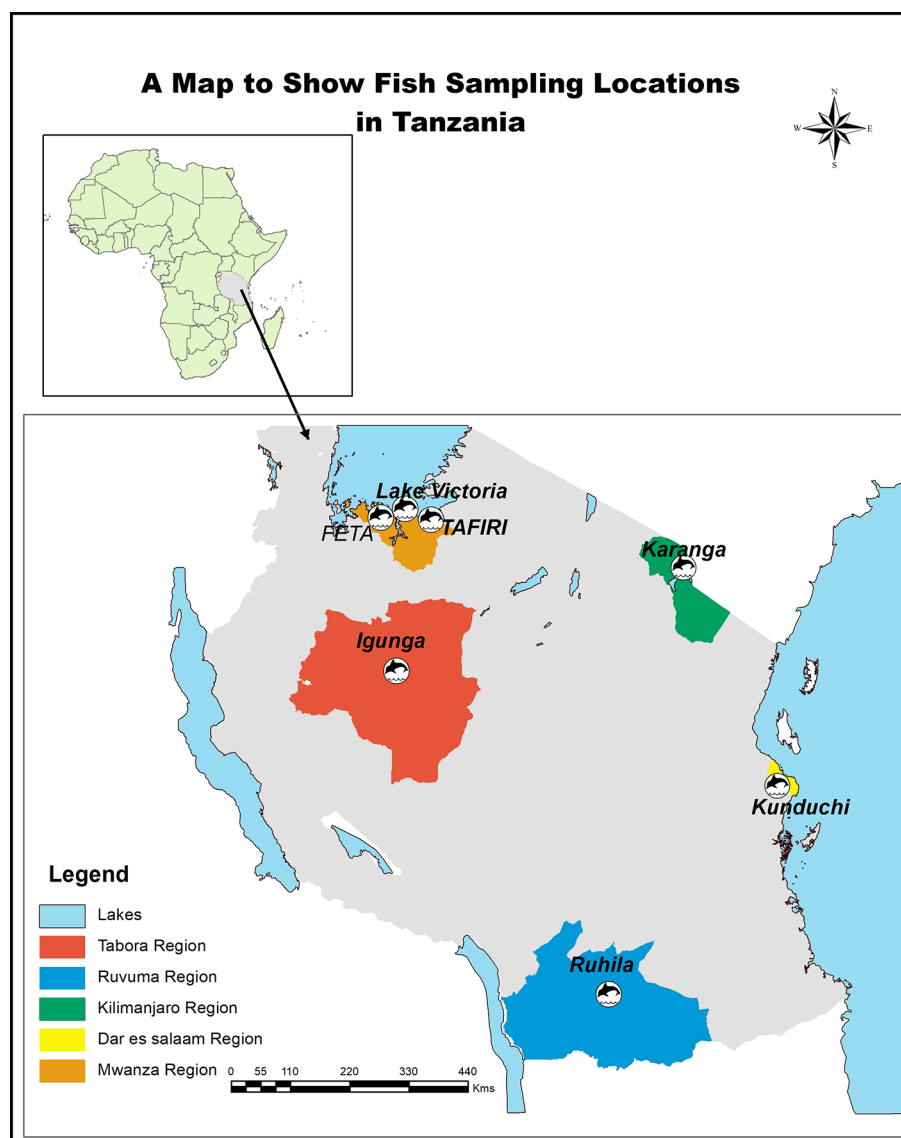 A Map to Show Fish Sampling Locations
in Tanzania
N
W
E
S
Lake Victoria
FETA
TAFIRI
Karanga
Igunga
Kunduchi
Ruhila
Legend
Lakes
Tabora Region
Ruvuma Region
Kilimanjaro Region
Dar es salaam Region
Mwanza Region
0 55 110 220 330 440
Kms